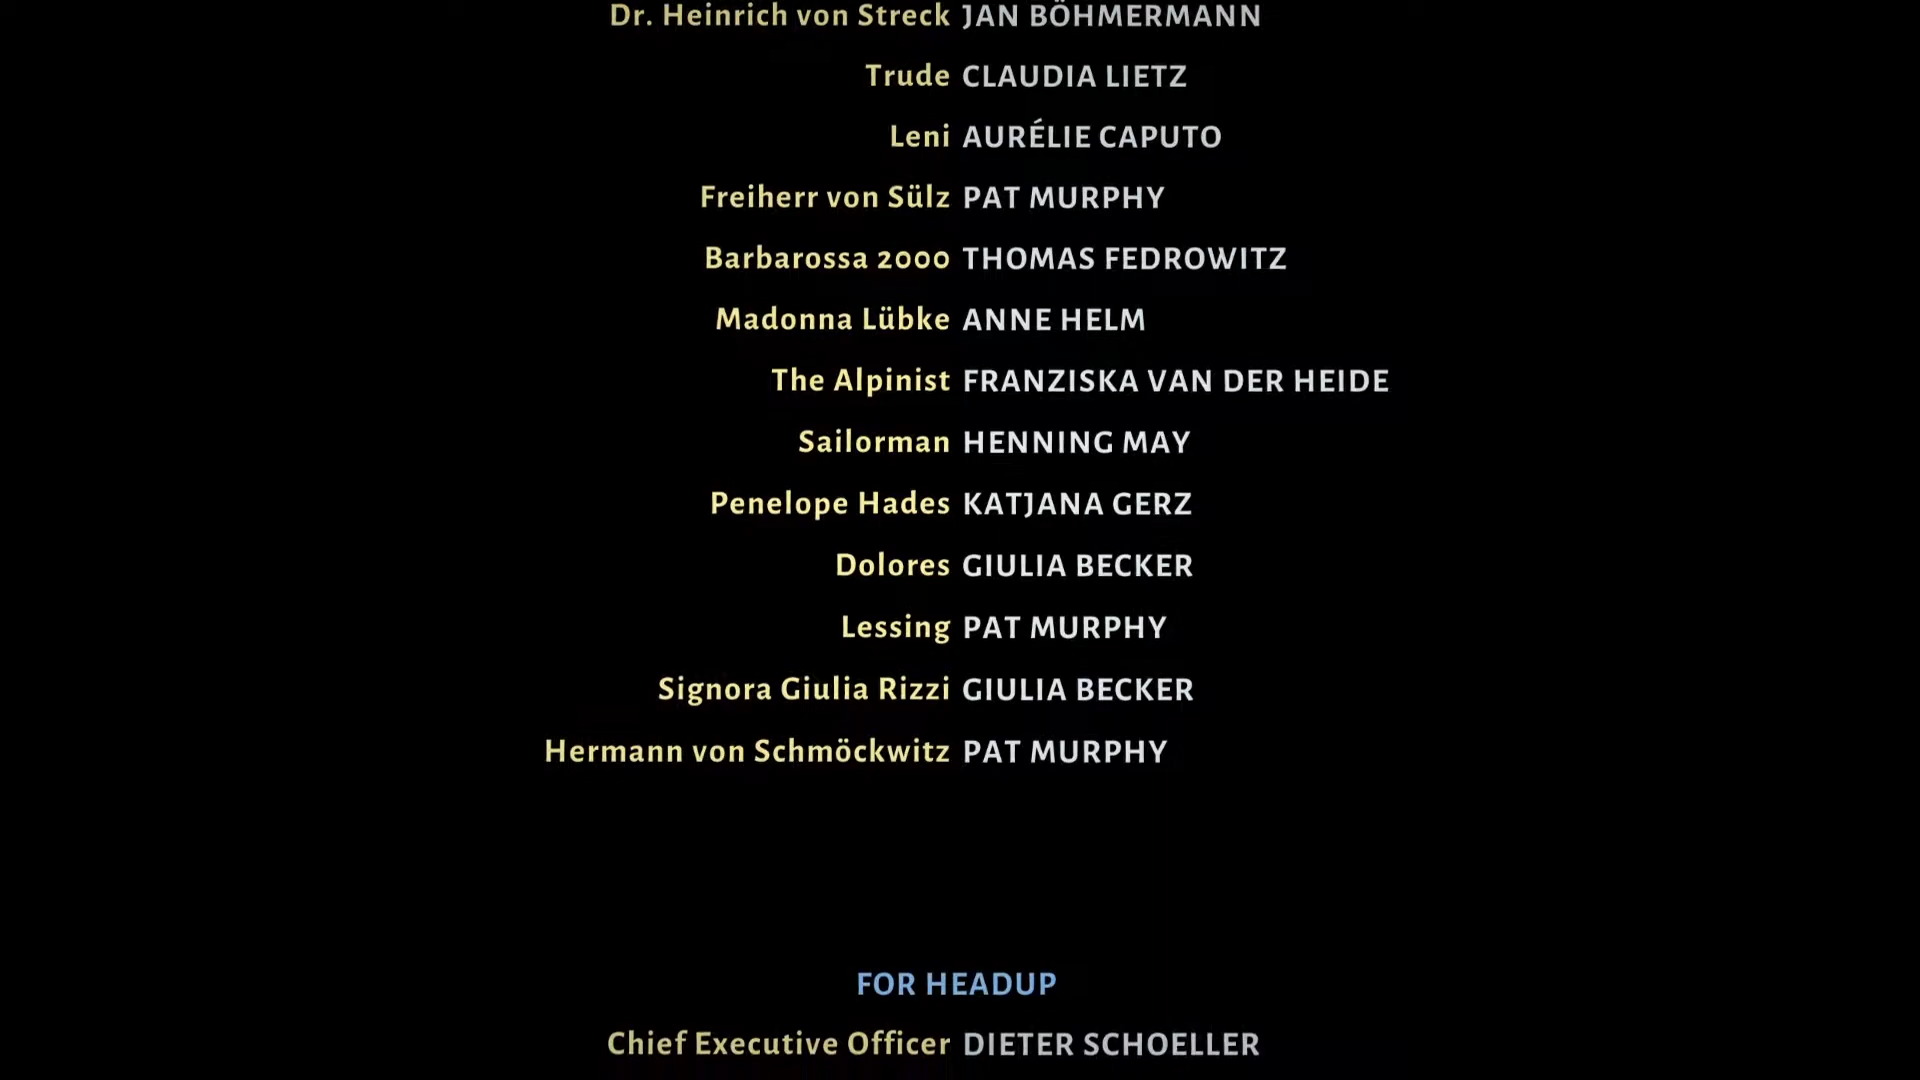 Dr. Heinrich von Streck JAN BÖHMERMANN
Trude CLAUDIA LIETZ
Leni AURÉLIE CAPUTO
Freiherr von Sülz PAT MURPHY
Barbarossa 2000 THOMAS FEDROWITZ
Madonna Lübke ANNE HELM
The Alpinist FRANZISKA VAN DER HEIDE
Sailorman HENNING MAY
Penelope Hades KATJANA GERZ
Dolores GIULIA BECKER
Lessing PAT MURPHY
Signora Giulia Rizzi GIULIA BECKER
Hermann von Schmöckwitz PAT MURPHY
FOR HEADUP
Chief Executive Officer DIETER SCHOELLER